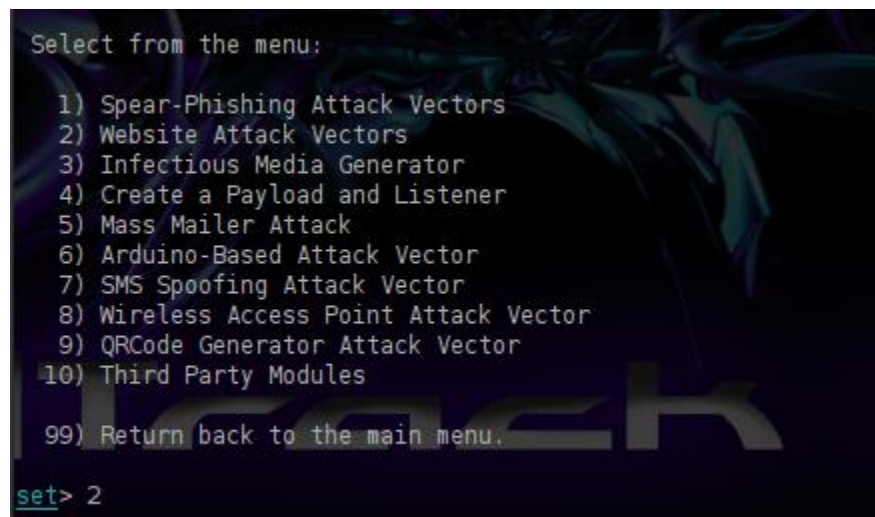 Select from the menu:
1) Spear-Phishing Attack Vectors
2) Website Attack Vectors
3) Infectious Media Generator
4) Create a Payload and Listener
5) Mass Mailer Attack
6) Arduino-Based Attack Vector
7) SMS Spoofing Attack Vector
8) Wireless Access Point Attack Vector
9) QRCode Generator Attack Vector
10) Third Party Modules
99) Return back to the main menu.
set> 2